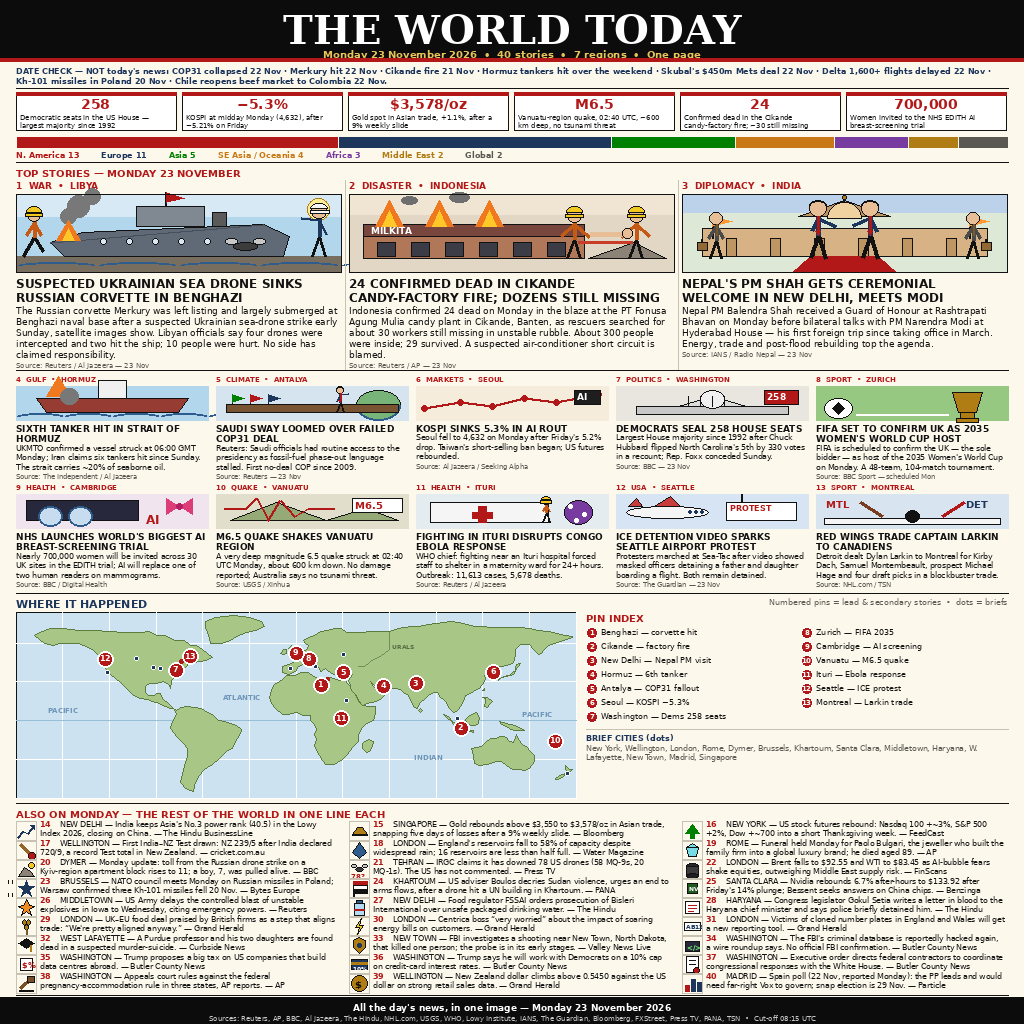 THE WORLD TODAY
Monday 23 November 2026 • 40 stories • 7 regions • One page
DATE CHECK — NOT today's news: COP31 collapsed 22 Nov · Merkury hit 22 Nov · Cikande fire 21 Nov · Hormuz tankers hit over the weekend · Skubal's $450m Mets deal 22 Nov · Delta 1,600+ flights delayed 22 Nov ·
Kh-101 missiles in Poland 20 Nov · Chile reopens beef market to Colombia 22 Nov.
258
Democratic seats in the US House —
largest majority since 1992
−5.3%
KOSPI at midday Monday (4,632), after
−5.21% on Friday
$3,578/oz
Gold spot in Asian trade, +1.1%, after a
9% weekly slide
M6.5
Vanuatu-region quake, 02:40 UTC, ~600
km deep, no tsunami threat
24
Confirmed dead in the Cikande
candy-factory fire; ~30 still missing
700,000
Women invited to the NHS EDITH AI
breast-screening trial
N. America 13 Europe 11 Asia 5 SE Asia / Oceania 4 Africa 3 Middle East 2 Global 2
TOP STORIES — MONDAY 23 NOVEMBER
1 WAR • LIBYA
SUSPECTED UKRAINIAN SEA DRONE SINKS
RUSSIAN CORVETTE IN BENGHAZI
The Russian corvette Merkury was left listing and largely submerged at
Benghazi naval base after a suspected Ukrainian sea-drone strike early
Sunday, satellite images show. Libyan officials say four drones were
intercepted and two hit the ship; 10 people were hurt. No side has
claimed responsibility.
Source: Reuters / Al Jazeera — 23 Nov
2 DISASTER • INDONESIA
MILKITA
24 CONFIRMED DEAD IN CIKANDE
CANDY-FACTORY FIRE; DOZENS STILL MISSING
Indonesia confirmed 24 dead on Monday in the blaze at the PT Fosuta
Agung Mulia candy plant in Cikande, Banten, as rescuers searched for
about 30 workers still missing in unstable rubble. About 300 people
were inside; 29 survived. A suspected air-conditioner short circuit is
blamed.
Source: Reuters / AP — 23 Nov
3 DIPLOMACY • INDIA
NEPAL'S PM SHAH GETS CEREMONIAL
WELCOME IN NEW DELHI, MEETS MODI
Nepal PM Balendra Shah received a Guard of Honour at Rashtrapati
Bhavan on Monday before bilateral talks with PM Narendra Modi at
Hyderabad House — his first foreign trip since taking office in March.
Energy, trade and post-flood rebuilding top the agenda.
Source: IANS / Radio Nepal — 23 Nov
4 GULF • HORMUZ
SIXTH TANKER HIT IN STRAIT OF
HORMUZ
UKMTO confirmed a vessel struck at 06:00 GMT
Monday; Iran claims six tankers hit since Sunday.
The strait carries ~20% of seaborne oil.
Source: The Independent / Al Jazeera
5 CLIMATE • ANTALYA
SAUDI SWAY LOOMED OVER FAILED
COP31 DEAL
Reuters: Saudi officials had routine access to the
presidency as fossil-fuel phase-out language
stalled. First no-deal COP since 2009.
Source: Reuters — 23 Nov
6 MARKETS • SEOUL
AI
KOSPI SINKS 5.3% IN AI ROUT
Seoul fell to 4,632 on Monday after Friday's 5.2%
drop. Taiwan's short-selling ban began; US futures
rebounded.
Source: Al Jazeera / Seeking Alpha
7 POLITICS • WASHINGTON
258
DEMOCRATS SEAL 258 HOUSE SEATS
Largest House majority since 1992 after Chuck
Hubbard flipped North Carolina's 5th by 330 votes
in a recount; Rep. Foxx conceded Sunday.
Source: BBC — 23 Nov
8 SPORT • ZURICH
FIFA SET TO CONFIRM UK AS 2035
WOMEN'S WORLD CUP HOST
FIFA is scheduled to confirm the UK — the sole
bidder — as host of the 2035 Women's World Cup
on Monday. A 48-team, 104-match tournament.
Source: BBC Sport — scheduled Mon
9 HEALTH • CAMBRIDGE
AI
NHS LAUNCHES WORLD'S BIGGEST AI
BREAST-SCREENING TRIAL
Nearly 700,000 women will be invited across 30
UK sites in the EDITH trial; AI will replace one of
two human readers on mammograms.
Source: BBC / Digital Health
10 QUAKE • VANUATU
M6.5
M6.5 QUAKE SHAKES VANUATU
REGION
A very deep magnitude 6.5 quake struck at 02:40
UTC Monday, about 600 km down. No damage
reported; Australia says no tsunami threat.
Source: USGS / Xinhua
11 HEALTH • ITURI
FIGHTING IN ITURI DISRUPTS CONGO
EBOLA RESPONSE
WHO chief: fighting near an Ituri hospital forced
staff to shelter in a maternity ward for 24+ hours.
Outbreak: 11,613 cases, 5,678 deaths.
Source: Reuters / Al Jazeera
12 USA • SEATTLE
PROTEST
ICE DETENTION VIDEO SPARKS
SEATTLE AIRPORT PROTEST
Protesters marched at Sea-Tac after video showed
masked officers detaining a father and daughter
boarding a flight. Both remain detained.
Source: The Guardian — 23 Nov
13 SPORT • MONTREAL
MTL DET
RED WINGS TRADE CAPTAIN LARKIN
TO CANADIENS
Detroit dealt Dylan Larkin to Montreal for Kirby
Dach, Samuel Montembeault, prospect Michael
Hage and four draft picks in a blockbuster trade.
Source: NHL.com / TSN
WHERE IT HAPPENED
Numbered pins = lead & secondary stories • dots = briefs
URALS
ATLANTIC
PACIFIC
PACIFIC
INDIAN
12
7
13
9
8
1
5
4
3
6
11
2
10
PIN INDEX
1 Benghazi — corvette hit
2 Cikande — factory fire
3 New Delhi — Nepal PM visit
4 Hormuz — 6th tanker
5 Antalya — COP31 fallout
6 Seoul — KOSPI −5.3%
7 Washington — Dems 258 seats
8 Zurich — FIFA 2035
9 Cambridge — AI screening
10 Vanuatu — M6.5 quake
11 Ituri — Ebola response
12 Seattle — ICE protest
13 Montreal — Larkin trade
BRIEF CITIES (dots)
New York, Wellington, London, Rome, Dymer, Brussels, Khartoum, Santa Clara, Middletown, Haryana, W.
Lafayette, New Town, Madrid, Singapore
ALSO ON MONDAY — THE REST OF THE WORLD IN ONE LINE EACH
14 NEW DELHI — India keeps Asia's No.3 power rank (40.5) in the Lowy
Index 2026, closing on China. — The Hindu BusinessLine
15 SINGAPORE — Gold rebounds above $3,550 to $3,578/oz in Asian trade,
snapping five days of losses after a 9% weekly slide. — Bloomberg
16 NEW YORK — US stock futures rebound: Nasdaq 100 +~3%, S&P 500
+2%, Dow +~700 into a short Thanksgiving week. — FeedCast
17 WELLINGTON — First India–NZ Test drawn: NZ 239/5 after India declared
720/9, a record Test total in New Zealand. — cricket.com.au
18 LONDON — England's reservoirs fall to 58% of capacity despite
widespread rain; 16 reservoirs are less than half full. — Water Magazine
19 ROME — Funeral held Monday for Paolo Bulgari, the jeweller who built the
family firm into a global luxury brand; he died aged 89. — AP
20 DYMER — Monday update: toll from the Russian drone strike on a
Kyiv-region apartment block rises to 11; a boy, 7, was pulled alive. — BBC
21 TEHRAN — IRGC claims it has downed 78 US drones (58 MQ-9s, 20
MQ-1s). The US has not commented. — Press TV
78?
22 LONDON — Brent falls to $92.55 and WTI to $83.45 as AI-bubble fears
shake equities, outweighing Middle East supply risk. — FinScans
23 BRUSSELS — NATO council meets Monday on Russian missiles in Poland;
Warsaw confirmed three Kh-101 missiles fell 20 Nov. — Bytes Europe
24 KHARTOUM — US adviser Boulos decries Sudan violence, urges an end to
arms flows, after a drone hit a UN building in Khartoum. — PANA
NV
25 SANTA CLARA — Nvidia rebounds 6.7% after-hours to $133.92 after
Friday's 14% plunge; Bessent sells answers on China chips. — Benzinga
26 MIDDLETOWN — US Army delays the controlled blast of unstable
explosives in Iowa to Wednesday, citing emergency powers. — Reuters
27 NEW DELHI — Food regulator FSSAI orders prosecution of Bisleri
International over unsafe packaged drinking water. — The Hindu
28 HARYANA — Congress legislator Gokul Setia writes a letter in blood to the
Haryana chief minister and says police briefly detained him. — The Hindu
29 LONDON — UK–EU food deal praised by British firms as a step that aligns
trade: “We're pretty aligned anyway.” — Grand Herald
30 LONDON — Centrica boss “very worried” about the impact of soaring
energy bills on customers. — Grand Herald
31 LONDON — Victims of cloned number plates in England and Wales will get
a new reporting tool. — Grand Herald
32 WEST LAFAYETTE — A Purdue professor and his two daughters are found
dead in a suspected murder-suicide. — Curbside News
33 NEW TOWN — FBI investigates a shooting near New Town, North Dakota,
that killed one person; the probe is in its early stages. — Valley News Live
</>
34 WASHINGTON — The FBI's criminal database is reportedly hacked again,
a wire roundup says. No official FBI confirmation. — Butler County News
35 WASHINGTON — Trump proposes a big tax on US companies that build
data centres abroad. — Butler County News
36 WASHINGTON — Trump says he will work with Democrats on a 10% cap
on credit-card interest rates. — Butler County News
37 WASHINGTON — Executive order directs federal contractors to coordinate
congressional responses with the White House. — Butler County News
38 WASHINGTON — Appeals court rules against the federal
pregnancy-accommodation rule in three states, AP reports. — AP
$
39 WELLINGTON — New Zealand dollar climbs above 0.5450 against the US
dollar on strong retail sales data. — Grand Herald
40 MADRID — Spain poll (22 Nov, reported Monday): the PP leads and would
need far-right Vox to govern; snap election is 29 Nov. — Particle
All the day's news, in one image — Monday 23 November 2026
Sources: Reuters, AP, BBC, Al Jazeera, The Hindu, NHL.com, USGS, WHO, Lowy Institute, IANS, The Guardian, Bloomberg, FXStreet, Press TV, PANA, TSN • Cut-off 08:15 UTC